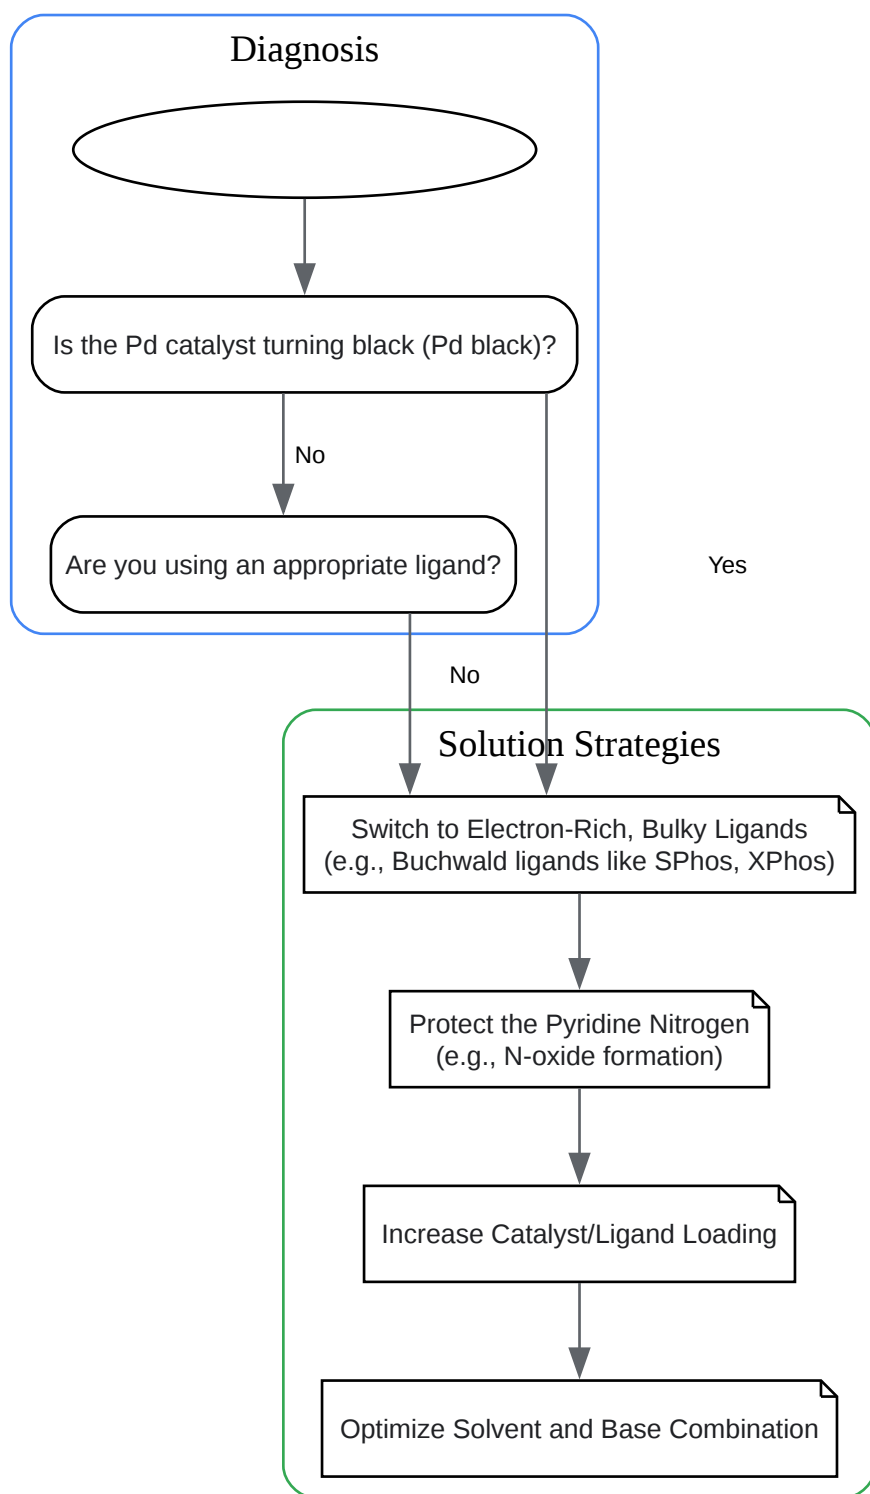 Diagnosis
Is the Pd catalyst turning black (Pd black)?
No
Are you using an appropriate ligand?
Yes
No
Solution Strategies
Switch to Electron-Rich, Bulky Ligands
(e.g., Buchwald ligands like SPhos, XPhos)
Protect the Pyridine Nitrogen
(e.g., N-oxide formation)
Increase Catalyst/Ligand Loading
Optimize Solvent and Base Combination